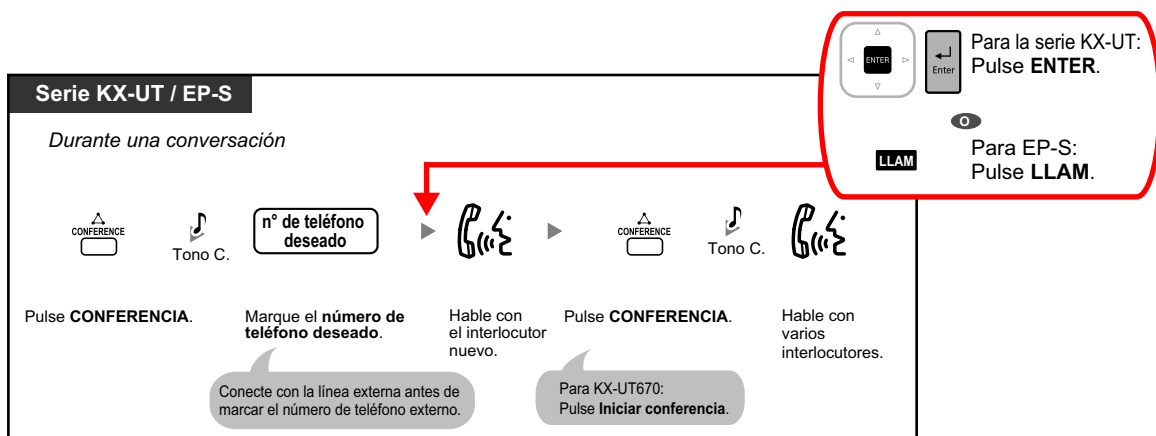 Para la serie KX-UT:
Pulse ENTER.
ENTER
Enter
O
Para EP-S:
Pulse LLAM.
LLAM
Serie KX-UT / EP-S
Durante una conversación
CONFERENCE
Tono C.
n° de teléfono
deseado
CONFERENCE
Tono C.
Pulse CONFERENCIA.
Marque el número de
teléfono deseado.
Hable con
el interlocutor
nuevo.
Pulse CONFERENCIA.
Hable con
varios
interlocutores.
Conecte con la línea externa antes de
marcar el número de teléfono externo.
Para KX-UT670:
Pulse Iniciar conferencia.